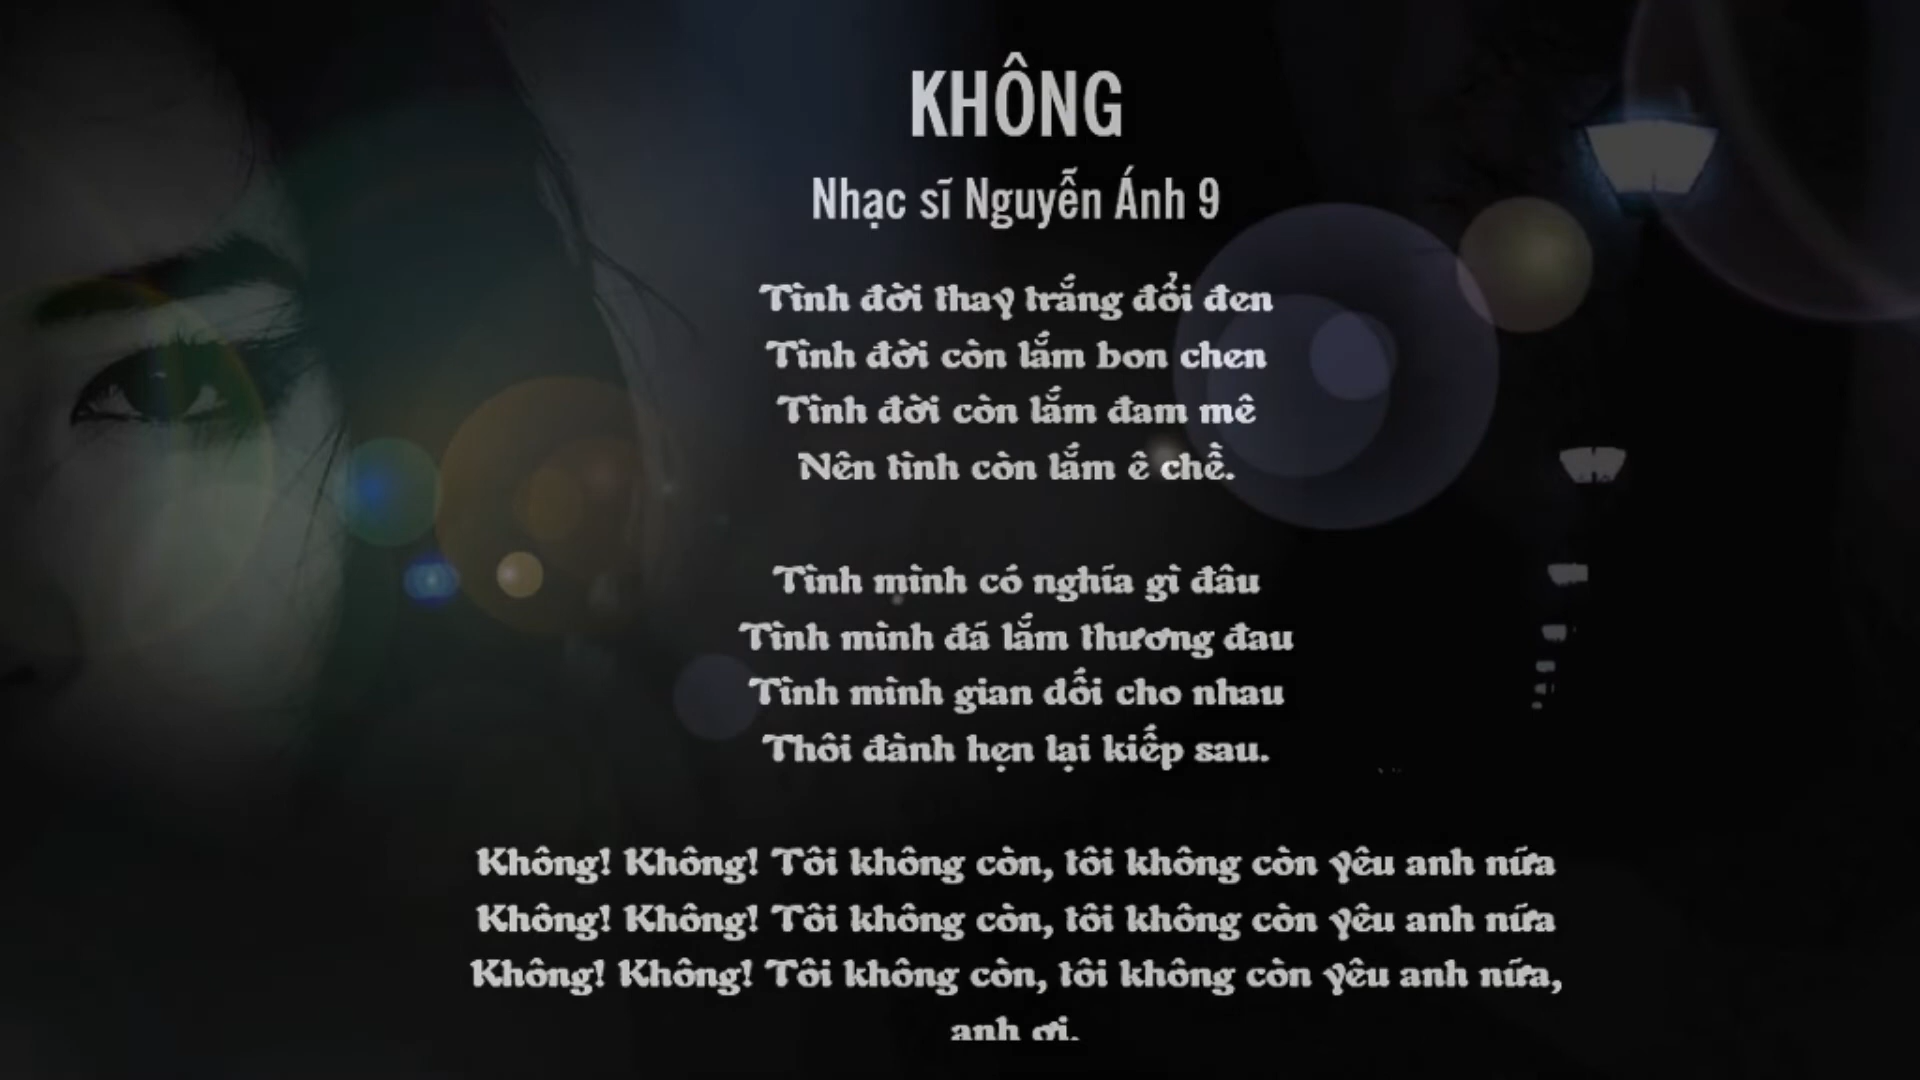 KHÔNG
Nhạc sĩ Nguyễn Ánh 9
Tình đời thay trắng đổi đen
Tình đời còn lắm bon chen
Tình đời còn lắm đam mê
Nên tình còn lắm ê chề.
Tình mình có nghĩa gì đâu
Tình mình đã lắm thương đau
Tình mình gian dối cho nhau
Thôi đành hẹn lại kiếp sau.
Không! Không! Tôi không còn, tôi không còn yêu anh nữa
Không! Không! Tôi không còn, tôi không còn yêu anh nữa
Không! Không! Tôi không còn, tôi không còn yêu anh nữa,
anh ơi.